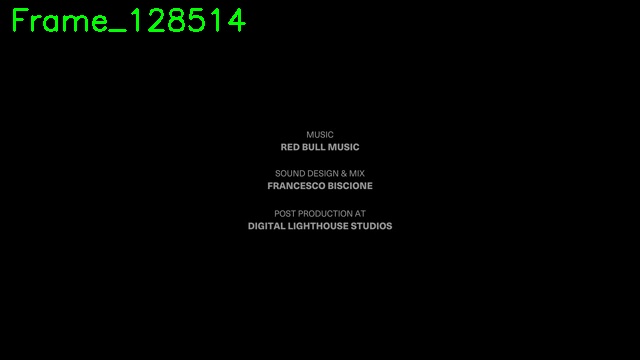 Frame_128514
MUSIC
RED BULL MUSIC
SOUND DESIGN & MIX
FRANCESCO BISCIONE
POST PRODUCTION AT
DIGITAL LIGHTHOUSE STUDIOS